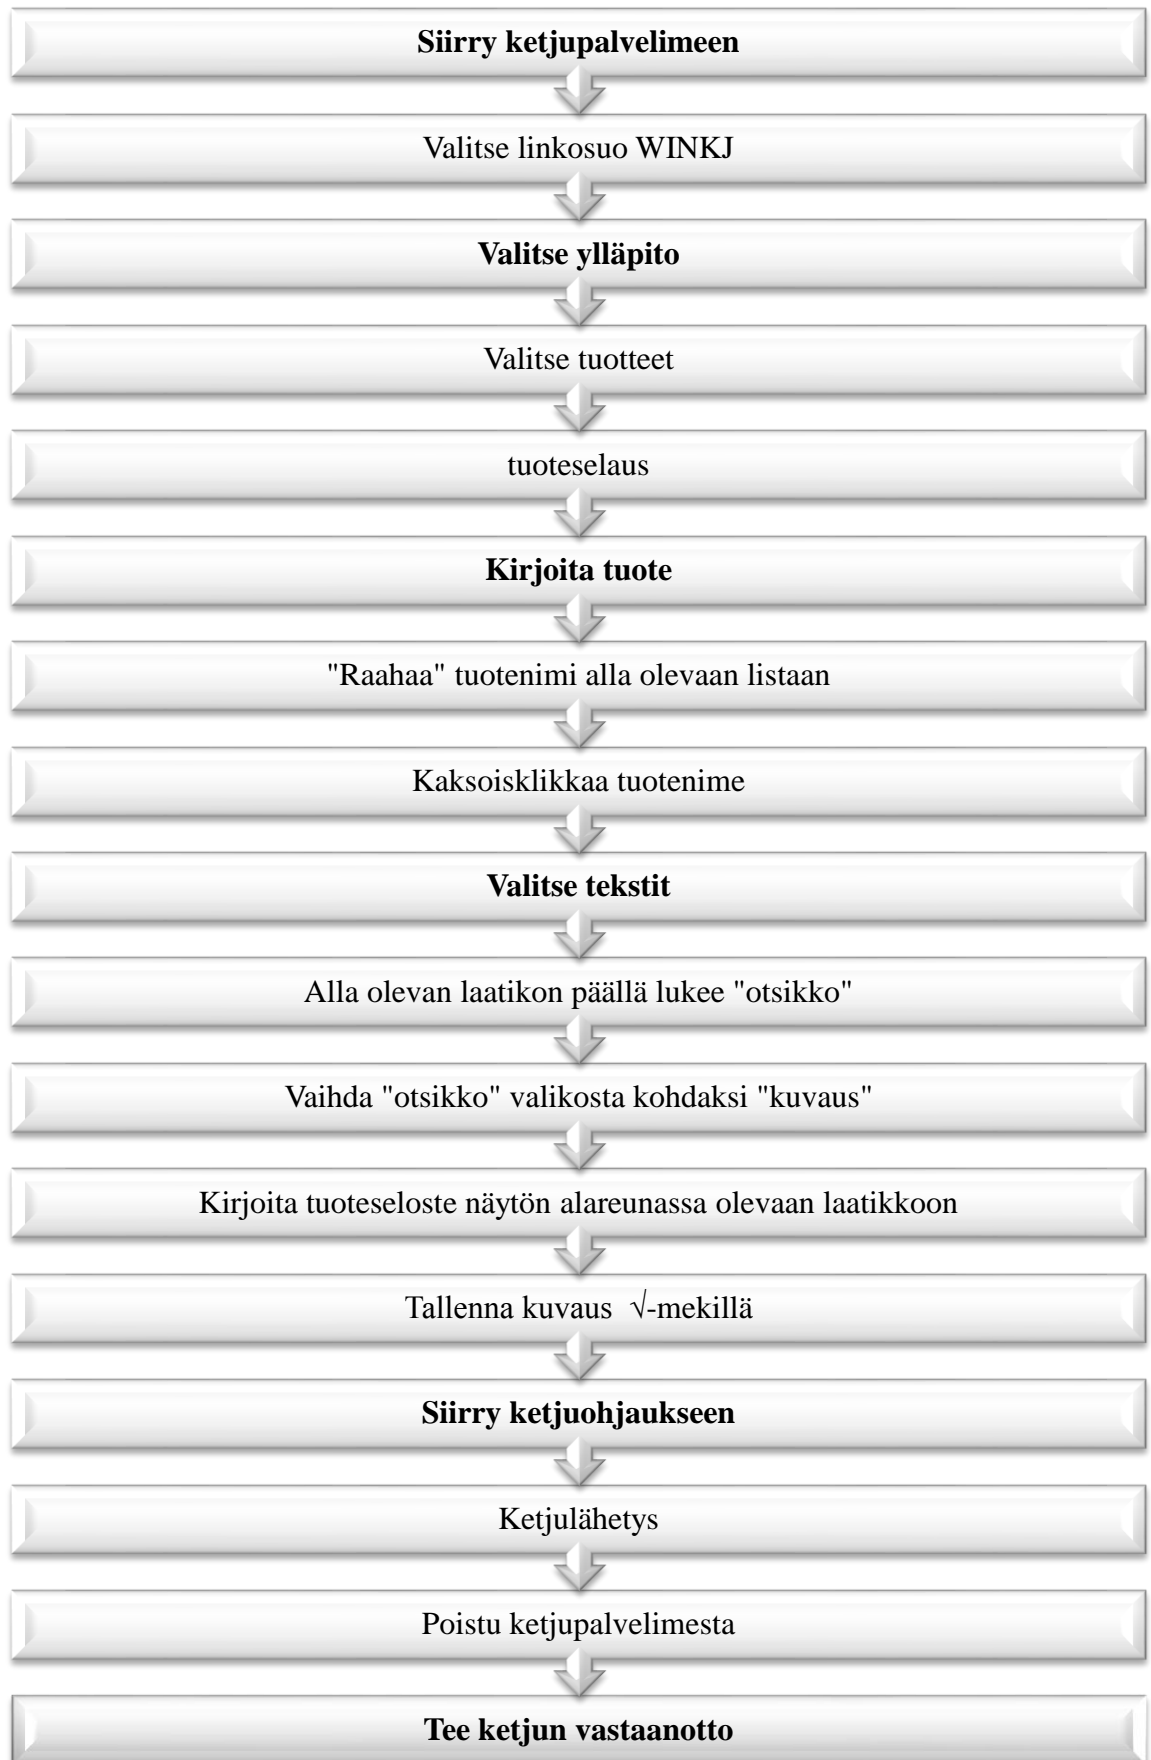 Siirry ketjupalvelimeen
Valitse linkosuo WINKJ
Valitse ylläpito
Valitse tuotteet
tuoteselaus
Kirjoita tuote
"Raahaa" tuotenimi alla olevaan listaan
Kaksoisklikkaa tuotenime
Valitse tekstit
Alla olevan laatikon päällä lukee "otsikko"
Vaihda "otsikko" valikosta kohdaksi "kuvaus"
Kirjoita tuoteseloste näytön alareunassa olevaan laatikkoon
Tallenna kuvaus √-mekillä
Siirry ketjuohjaukseen
Ketjulähetys
Poistu ketjupalvelimesta
Tee ketjun vastaanotto